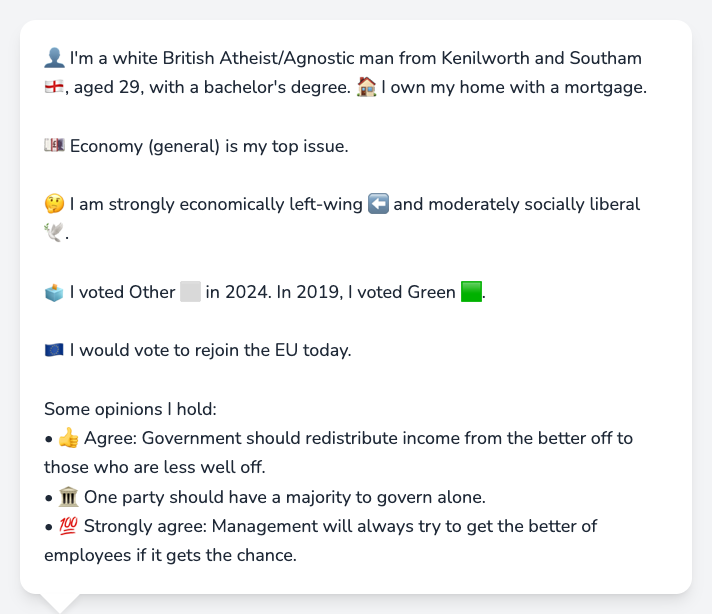 👤 I'm a white British Atheist/Agnostic man from Kenilworth and Southam
🏴󠁧󠁢󠁥󠁮󠁧󠁿, aged 29, with a bachelor's degree. 🏠 I own my home with a mortgage.
💷 Economy (general) is my top issue.
🤔 I am strongly economically left-wing ⬅️ and moderately socially liberal
🕊️.
🗳️ I voted Other ⬜ in 2024. In 2019, I voted Green 🟩.
🇪🇺 I would vote to rejoin the EU today.
Some opinions I hold:
• 👍 Agree: Government should redistribute income from the better off to
those who are less well off.
• 🏛️ One party should have a majority to govern alone.
• 💯 Strongly agree: Management will always try to get the better of
employees if it gets the chance.